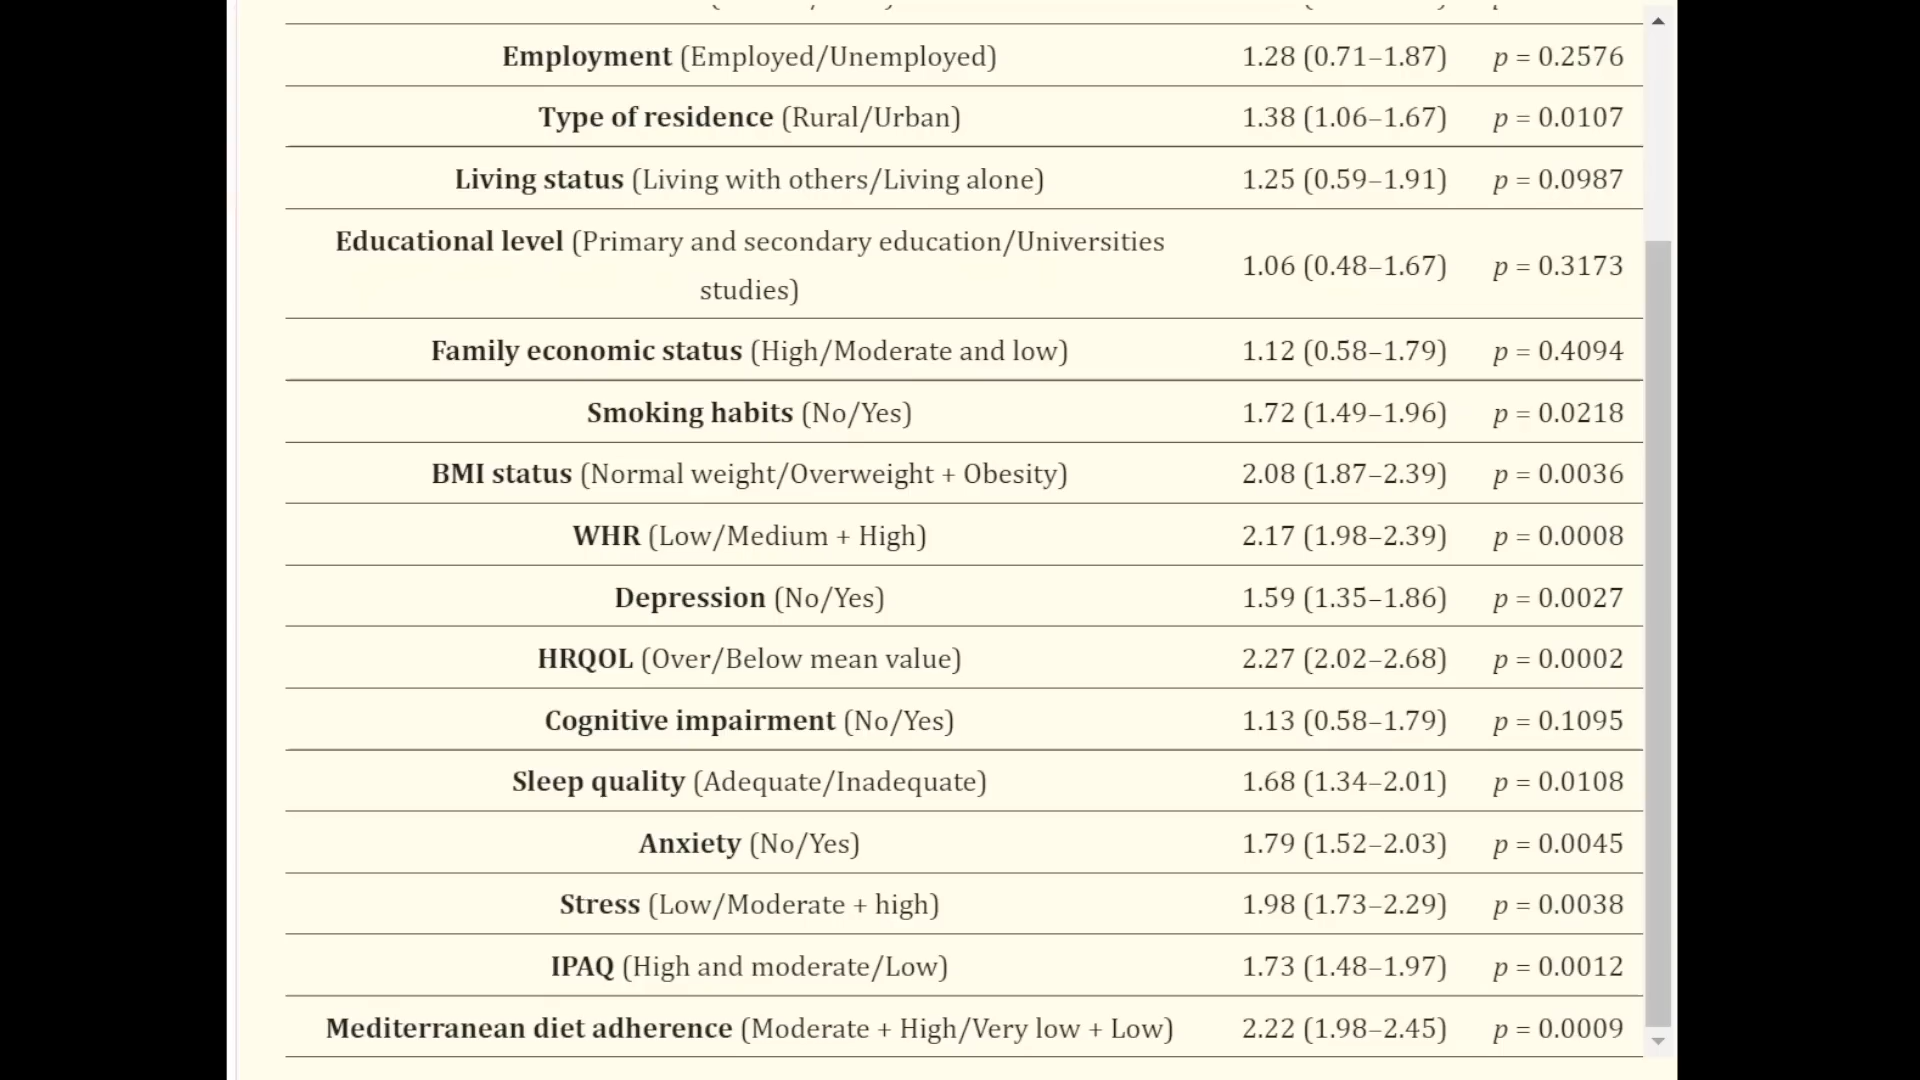 Employment (Employed/Unemployed) 1.28 (0.71–1.87) p = 0.2576
Type of residence (Rural/Urban) 1.38 (1.06–1.67) p = 0.0107
Living status (Living with others/Living alone) 1.25 (0.59–1.91) p = 0.0987
Educational level (Primary and secondary education/Universities
studies) 1.06 (0.48–1.67) p = 0.3173
Family economic status (High/Moderate and low) 1.12 (0.58–1.79) p = 0.4094
Smoking habits (No/Yes) 1.72 (1.49–1.96) p = 0.0218
BMI status (Normal weight/Overweight + Obesity) 2.08 (1.87–2.39) p = 0.0036
WHR (Low/Medium + High) 2.17 (1.98–2.39) p = 0.0008
Depression (No/Yes) 1.59 (1.35–1.86) p = 0.0027
HRQOL (Over/Below mean value) 2.27 (2.02–2.68) p = 0.0002
Cognitive impairment (No/Yes) 1.13 (0.58–1.79) p = 0.1095
Sleep quality (Adequate/Inadequate) 1.68 (1.34–2.01) p = 0.0108
Anxiety (No/Yes) 1.79 (1.52–2.03) p = 0.0045
Stress (Low/Moderate + high) 1.98 (1.73–2.29) p = 0.0038
IPAQ (High and moderate/Low) 1.73 (1.48–1.97) p = 0.0012
Mediterranean diet adherence (Moderate + High/Very low + Low) 2.22 (1.98–2.45) p = 0.0009